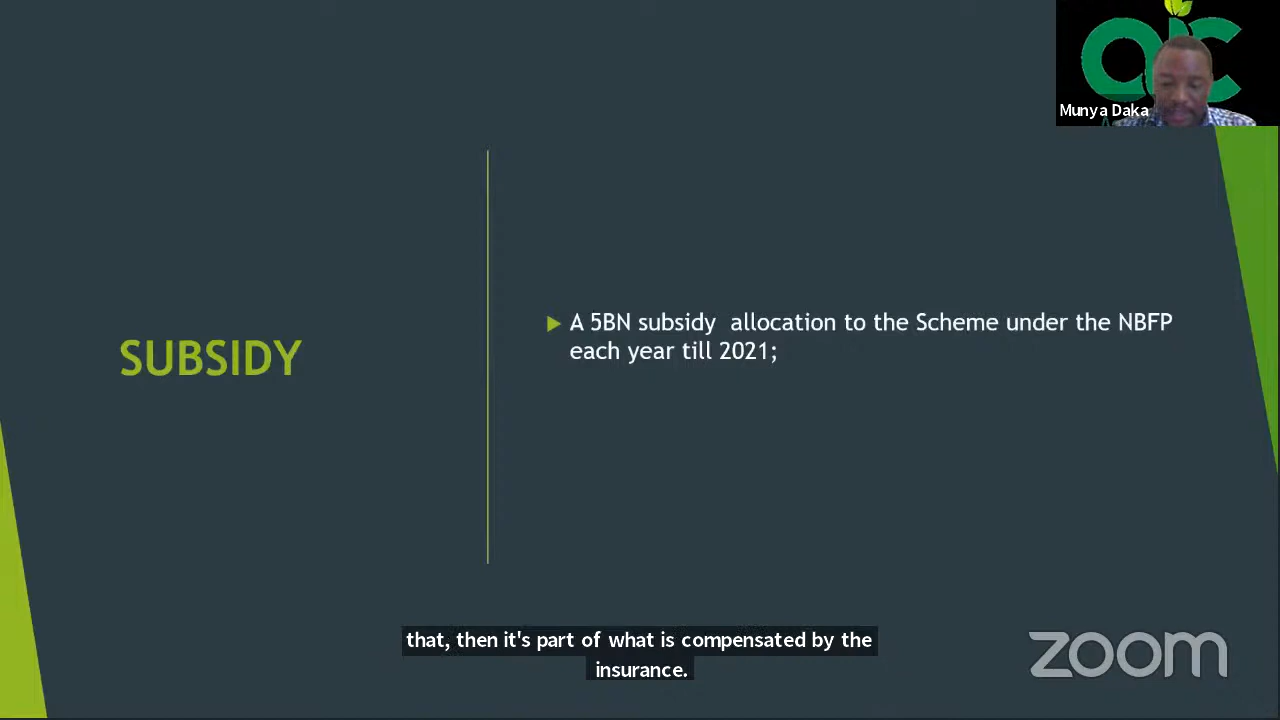 aic
Munya Daka
SUBSIDY
A 5BN subsidy allocation to the Scheme under the NBFP
each year till 2021;
that, then it's part of what is compensated by the
insurance.
zoom